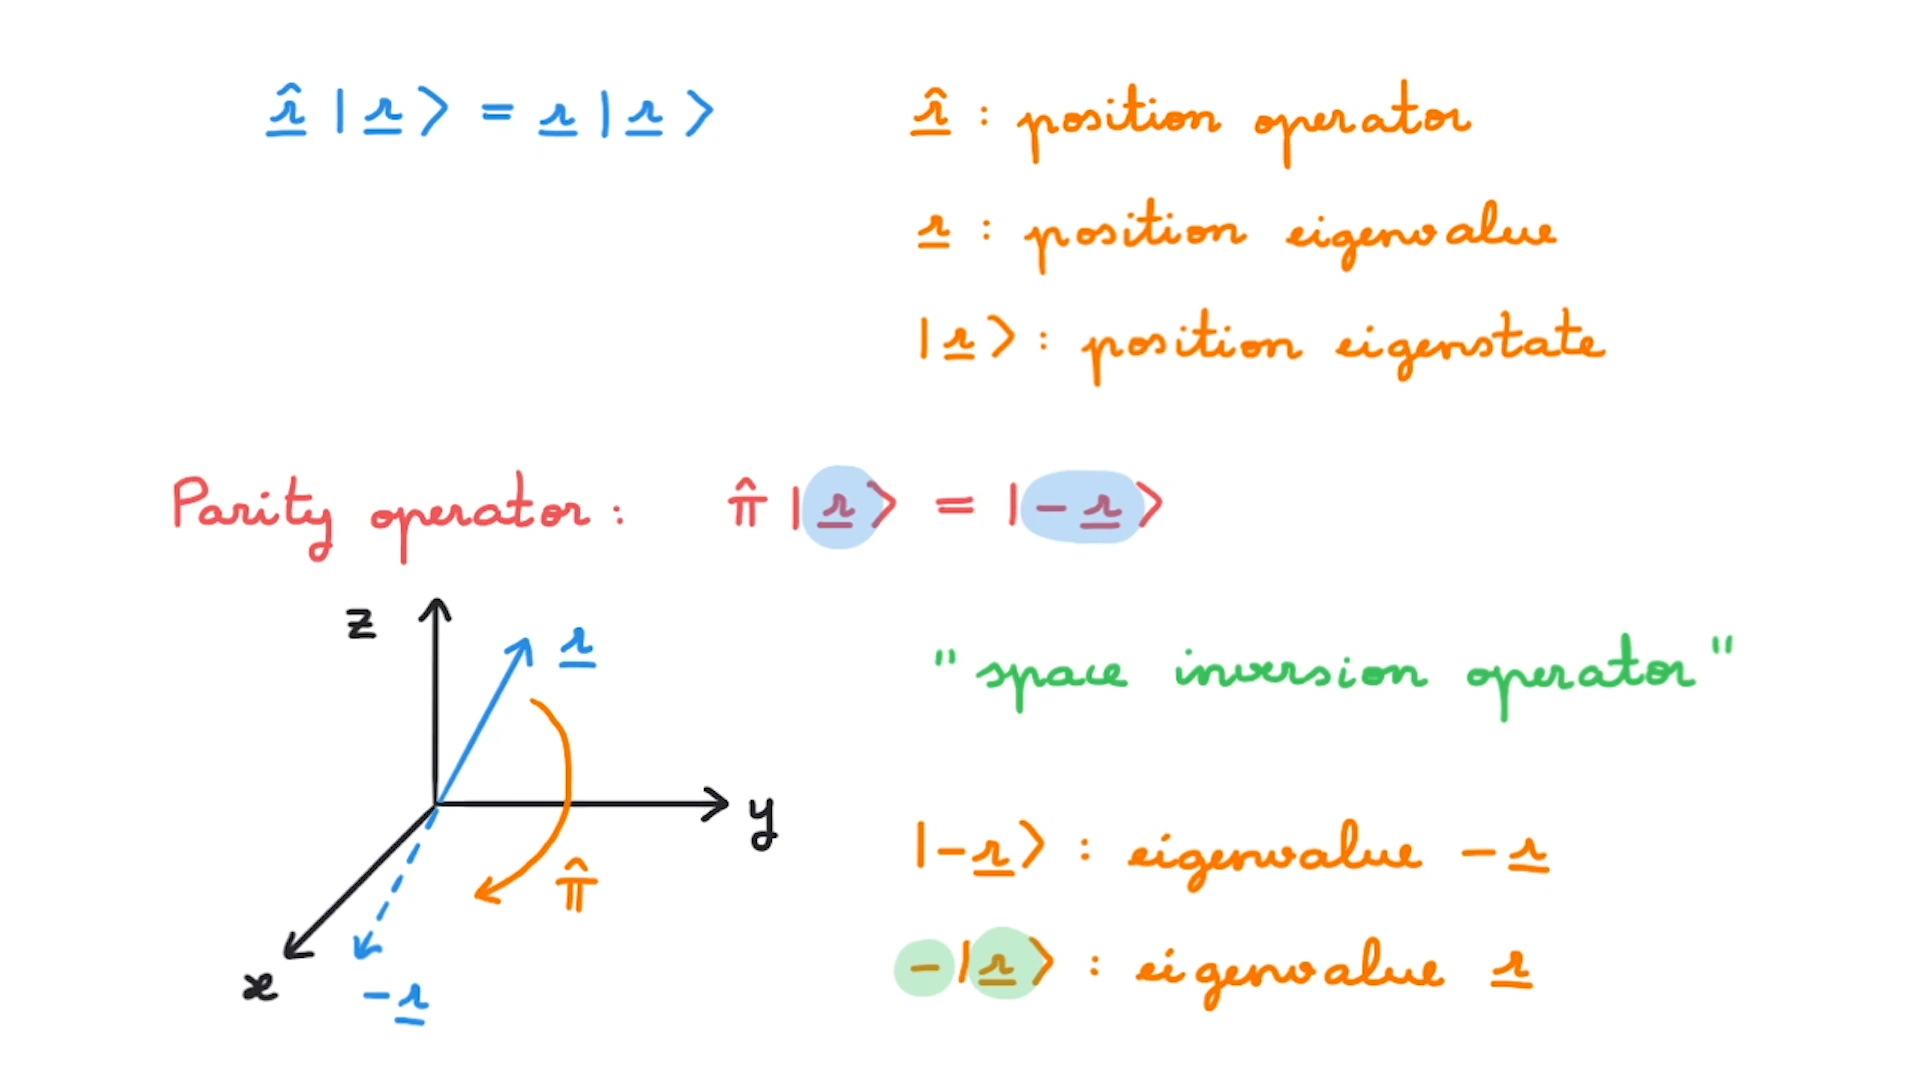 r̂ | r ⟩ = r | r ⟩
r̂ : position operator
r : position eigenvalue
| r ⟩ : position eigenstate
Parity operator : π̂ | r ⟩ = | - r ⟩
z
r
"space inversion operator"
y
π̂
| - r ⟩ : eigenvalue - r
- | r ⟩ : eigenvalue r
x
- r